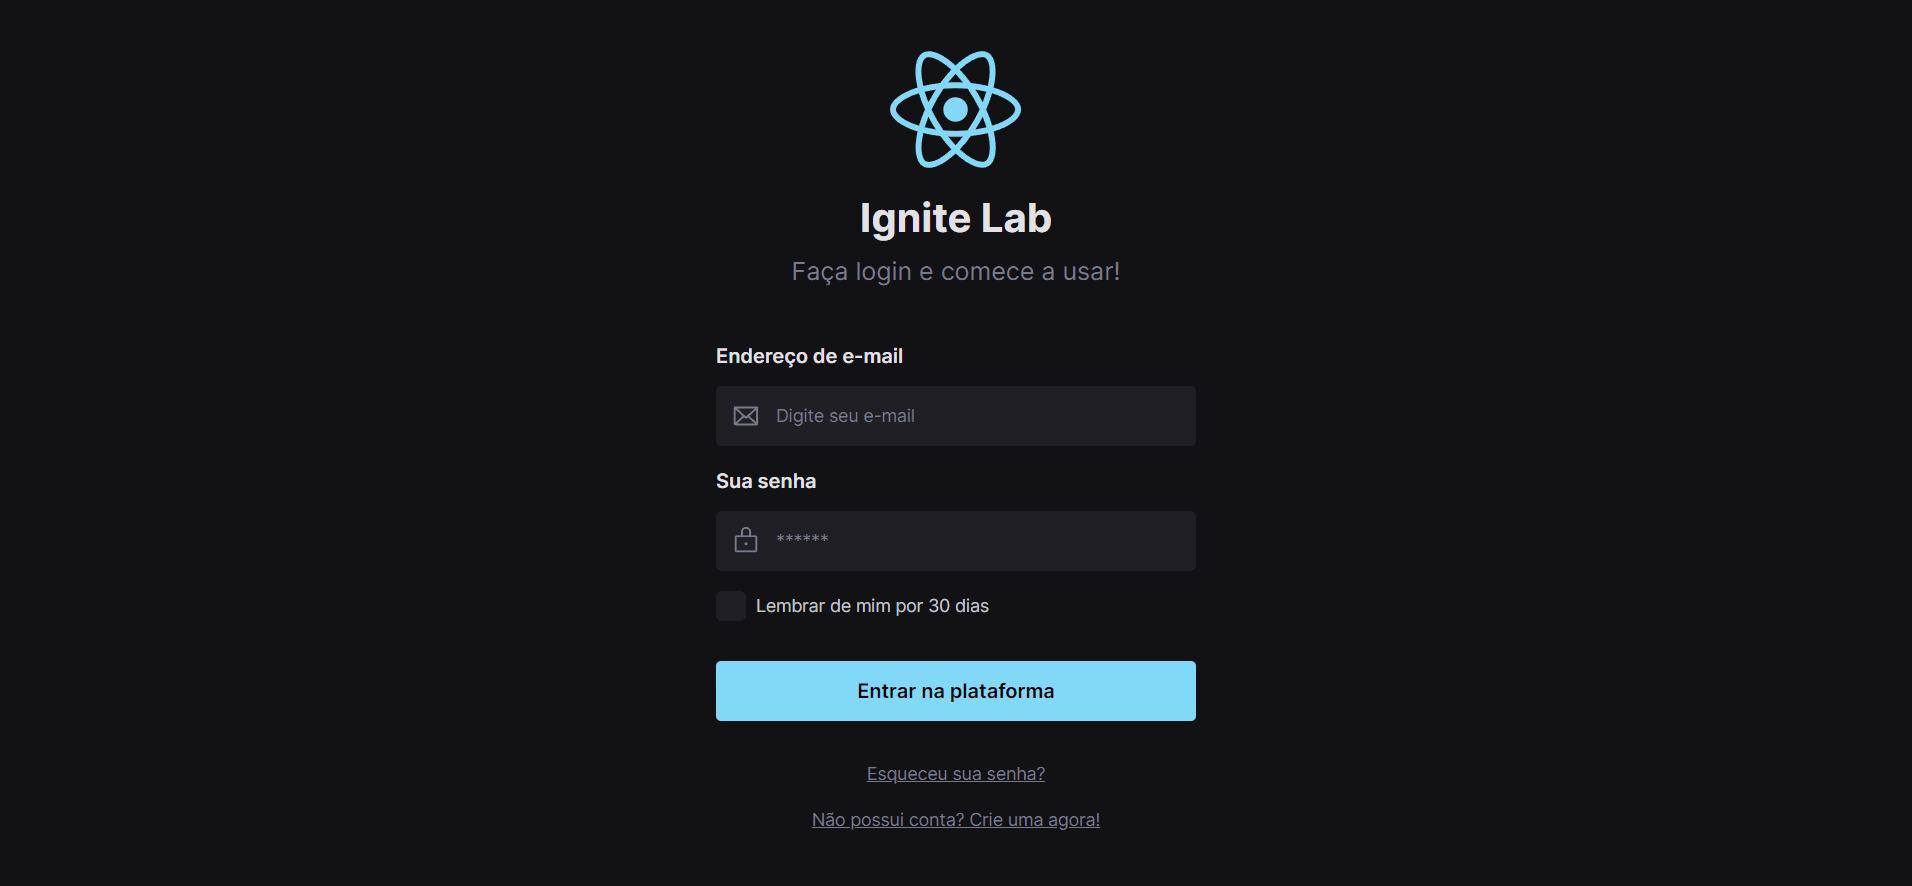 Ignite Lab
Faça login e comece a usar!
Endereço de e-mail
Digite seu e-mail
Sua senha
******
Lembrar de mim por 30 dias
Entrar na plataforma
Esqueceu sua senha?
Não possui conta? Crie uma agora!